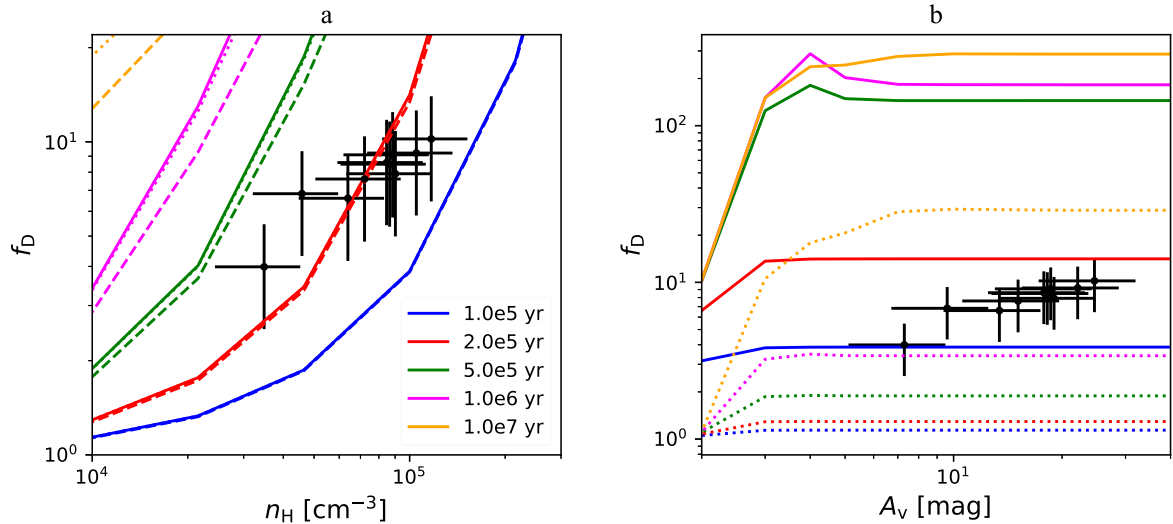 a
f_D
10^1
10^0
10^4
10^5
n_H [cm^−3]
1.0e5 yr
2.0e5 yr
5.0e5 yr
1.0e6 yr
1.0e7 yr
b
f_D
10^2
10^1
10^0
10^1
A_v [mag]